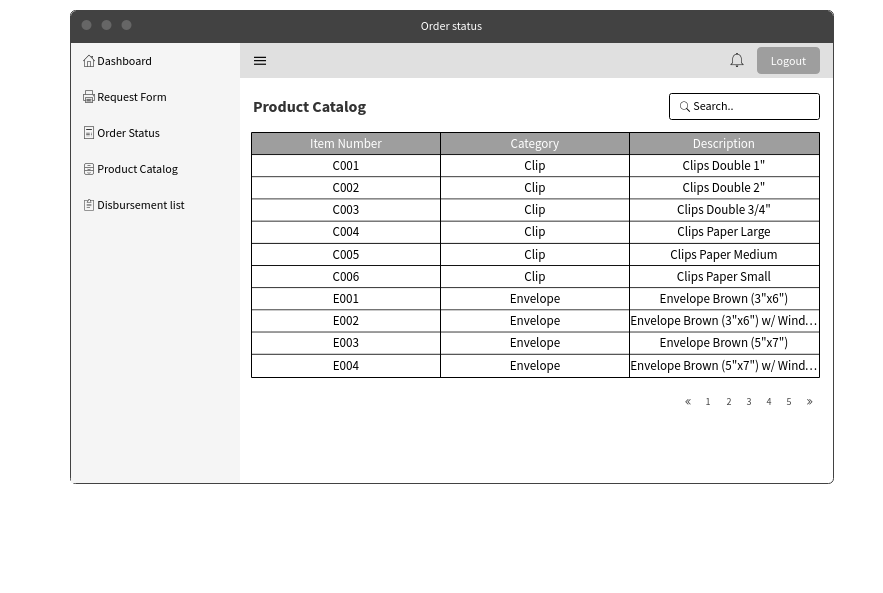 Order status
Dashboard
Request Form
Order Status
Product Catalog
Disbursement list
Logout
Product Catalog
Search..
Item Number Category Description
C001 Clip Clips Double 1"
C002 Clip Clips Double 2"
C003 Clip Clips Double 3/4"
C004 Clip Clips Paper Large
C005 Clip Clips Paper Medium
C006 Clip Clips Paper Small
E001 Envelope Envelope Brown (3"x6")
E002 Envelope Envelope Brown (3"x6") w/ Wind…
E003 Envelope Envelope Brown (5"x7")
E004 Envelope Envelope Brown (5"x7") w/ Wind…
« 1 2 3 4 5 »